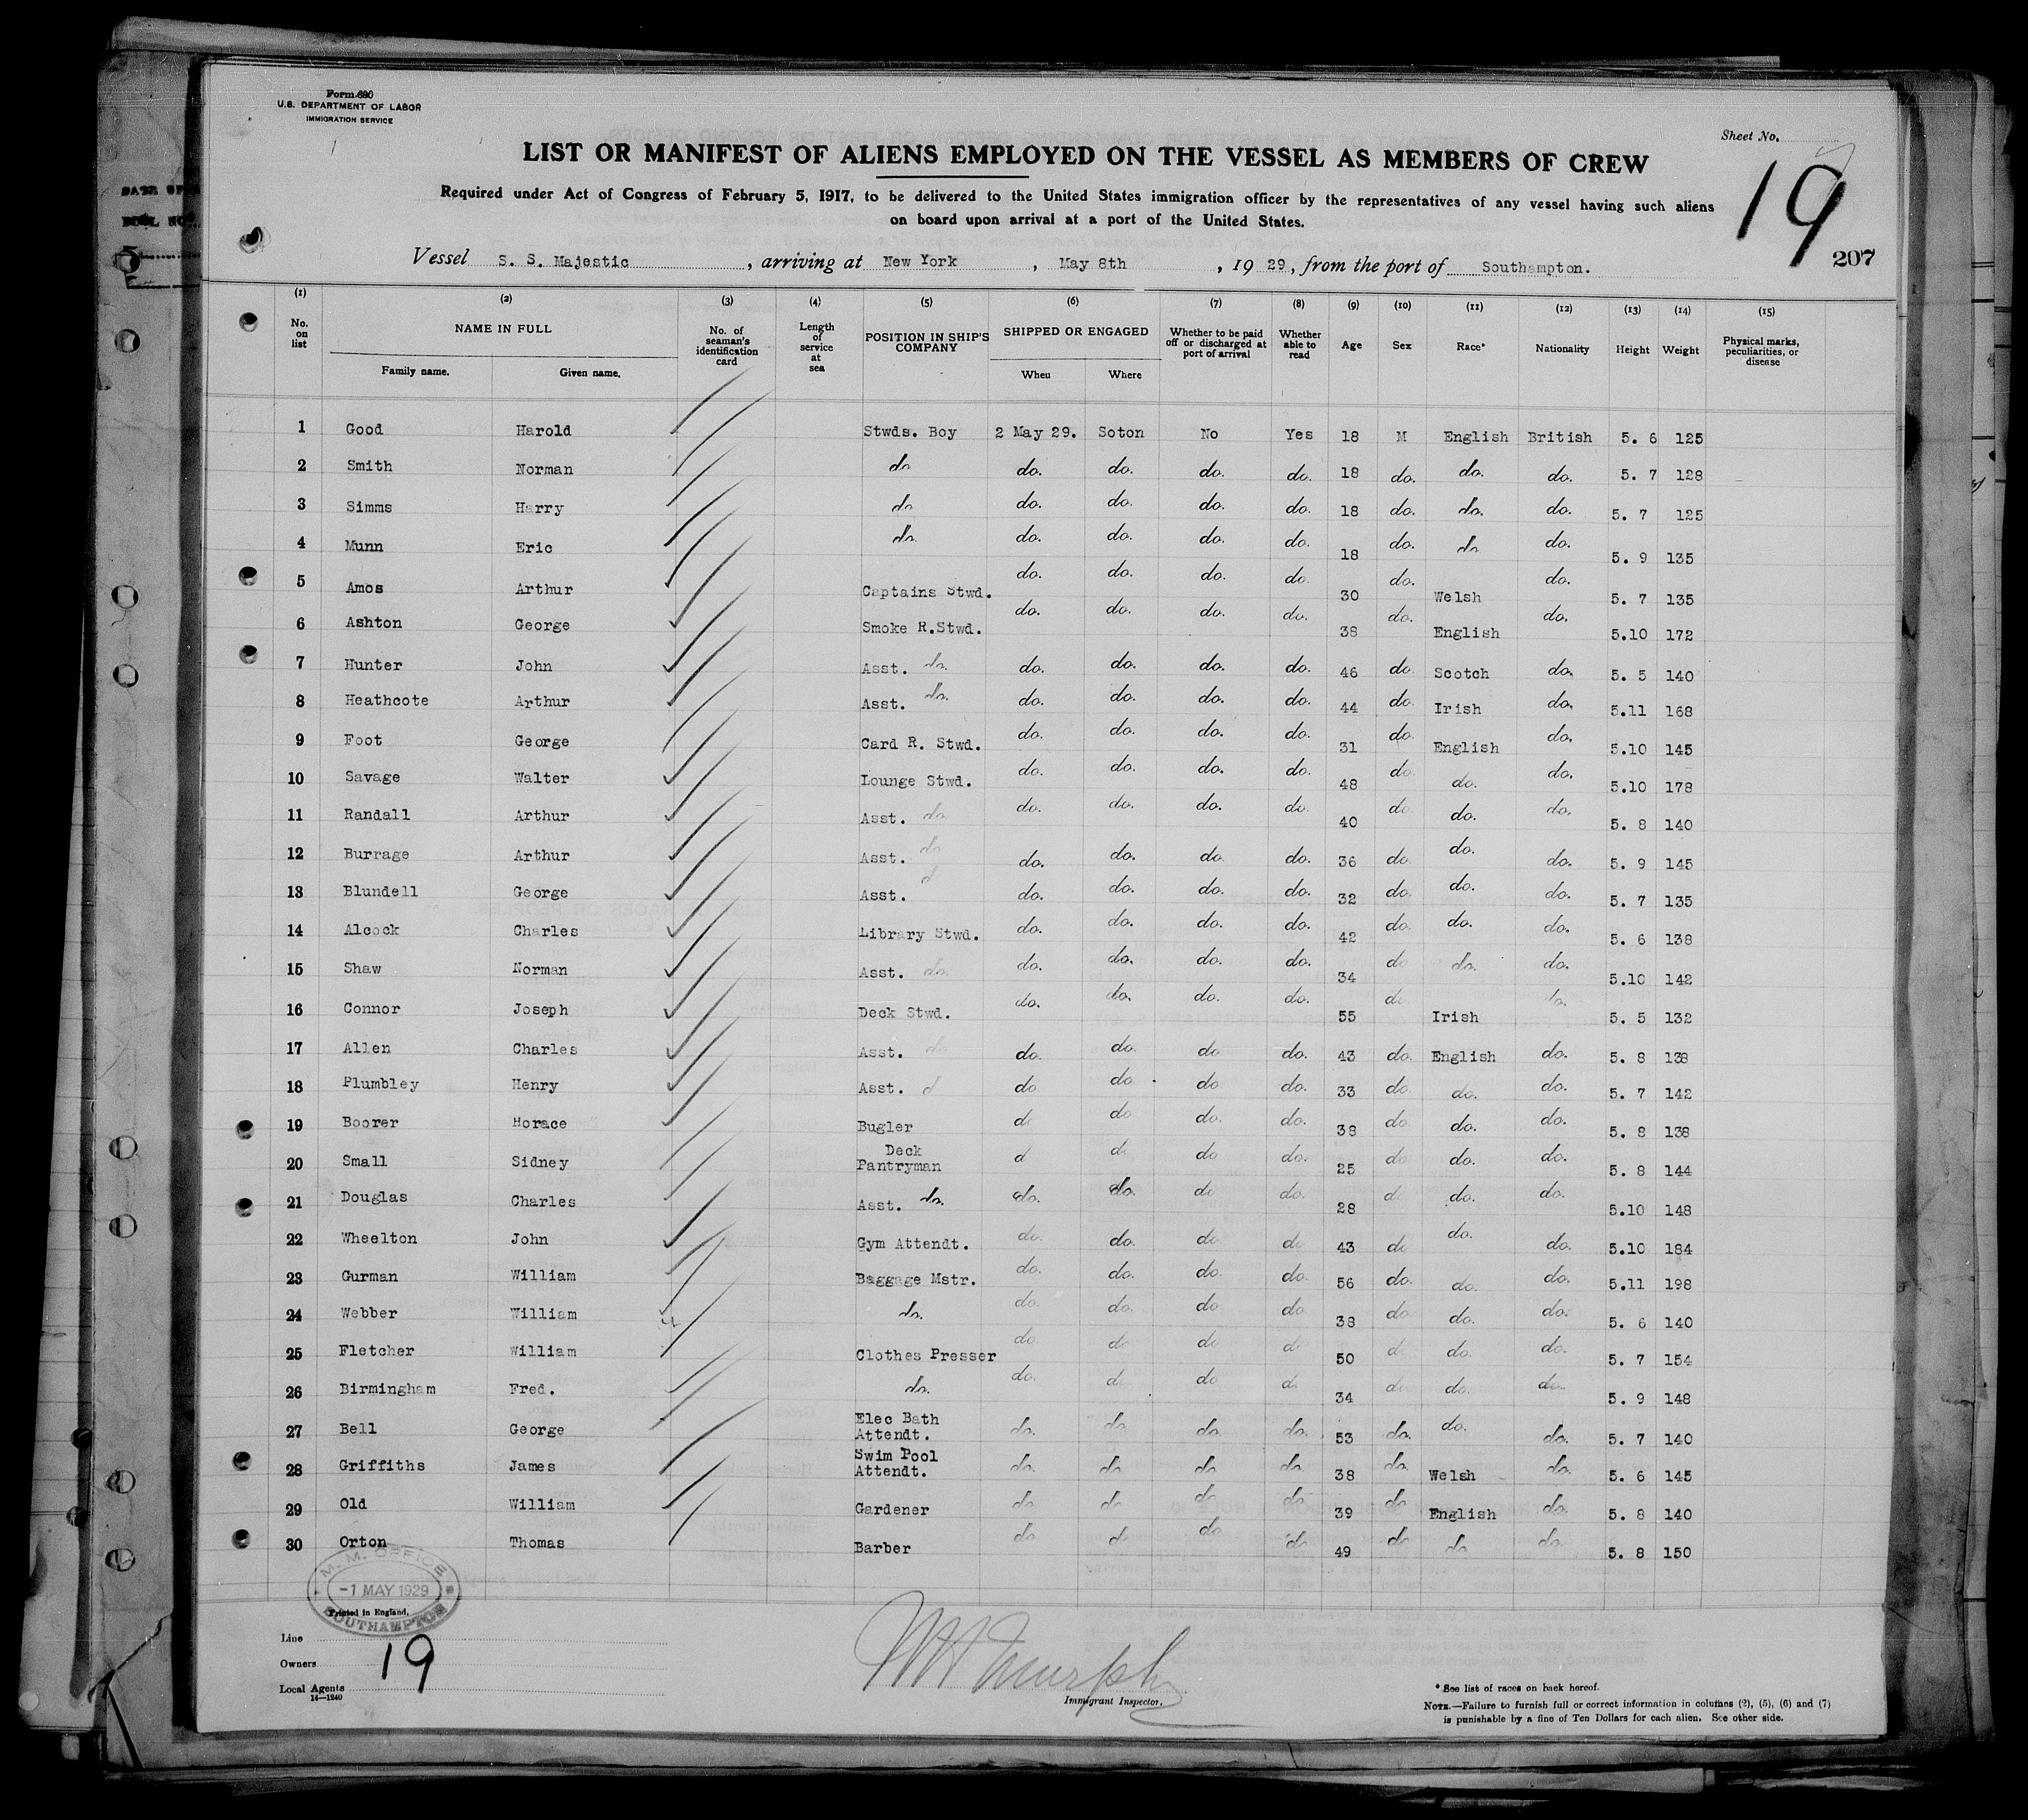 Form 680
U.S. DEPARTMENT OF LABOR
IMMIGRATION SERVICE
Sheet No.
19
207
LIST OR MANIFEST OF ALIENS EMPLOYED ON THE VESSEL AS MEMBERS OF CREW
Required under Act of Congress of February 5, 1917, to be delivered to the United States immigration officer by the representatives of any vessel having such aliens
on board upon arrival at a port of the United States.
Vessel S. S. Majestic, arriving at New York, May 8th, 1929, from the port of Southampton.
(1) (2) (3) (4) (5) (6) (7) (8) (9) (10) (11) (12) (13) (14) (15)
No. on list NAME IN FULL Family name. Given name. No. of seaman's identification card Length of service at sea POSITION IN SHIP'S COMPANY SHIPPED OR ENGAGED When Where Whether to be paid off or discharged at port of arrival Whether able to read Age Sex Race* Nationality Height Weight Physical marks, peculiarities, or disease
1 Good Harold Stwds. Boy 2 May 29. Soton No Yes 18 M English British 5. 6 125
2 Smith Norman do do. do. do. do. 18 do. do. do. 5. 7 128
3 Simms Harry do do. do. do. do. 18 do. do. do. 5. 7 125
4 Munn Eric do do. do. do. do. 18 do. do do. 5. 9 135
5 Amos Arthur Captains Stwd. do. do. do. do. 30 do. Welsh do. 5. 7 135
6 Ashton George Smoke R.Stwd. do. do. do. do. 38 do. English do. 5.10 172
7 Hunter John Asst. do. do. do. do. do. 46 do Scotch do. 5. 5 140
8 Heathcote Arthur Asst. do. do. do. do. do. 44 do Irish do. 5.11 168
9 Foot George Card R. Stwd. do. do. do. do. 31 do. English do. 5.10 145
10 Savage Walter Lounge Stwd. do. do. do. do. 48 do do. do. 5.10 178
11 Randall Arthur Asst. do. do. do. do. do. 40 do do. do. 5. 8 140
12 Burrage Arthur Asst. do do. do. do. do. 36 do do. do. 5. 9 145
13 Blundell George Asst. d do. do. do. do. 32 do. do. do. 5. 7 135
14 Alcock Charles Library Stwd. do. do. do. do. 42 do. do. do. 5. 6 138
15 Shaw Norman Asst. do. do. do. do. do. 34 do do. do. 5.10 142
16 Connor Joseph Deck Stwd. do. do. do. do. 55 do Irish do. 5. 5 132
17 Allen Charles Asst. do do. do. do do. 43 do. English do. 5. 8 138
18 Plumbley Henry Asst. d do do do do. 33 do. do. do. 5. 7 142
19 Boorer Horace Bugler d do do. do. 38 do. do. do. 5. 8 138
20 Small Sidney Deck Pantryman d d do do. 25 do do. do. 5. 8 144
21 Douglas Charles Asst. do. do. do. do do. 28 d do. do. 5.10 148
22 Wheelton John Gym Attendt. do. do. do do 43 do do. do. 5.10 184
23 Gurman William Baggage Mstr. do. do. do. do. 56 do. do. do. 5.11 198
24 Webber William do. do. do. do do. 38 do do. do. 5. 6 140
25 Fletcher William Clothes Presser do. do do d 50 d do. do. 5. 7 154
26 Birmingham Fred. do. do. d do d 34 do do. do. 5. 9 148
27 Bell George Elec Bath Attendt. do. do do. do. 53 do. do. do. 5. 7 140
28 Griffiths James Swim Pool Attendt. do. do do do. 38 do. Welsh do. 5. 6 145
29 Old William Gardener do do do do 39 do English do. 5. 8 140
30 Orton Thomas Barber do d do do 49 do do do. 5. 8 150
M. M. OFFICE
-1 MAY 1929
SOUTHAMPTON
Printed in England.
Line
Owners 19
Local Agents
14—1240
Immigrant Inspector.
* See list of races on back hereof.
NOTE.—Failure to furnish full or correct information in columns (2), (5), (6) and (7)
is punishable by a fine of Ten Dollars for each alien. See other side.